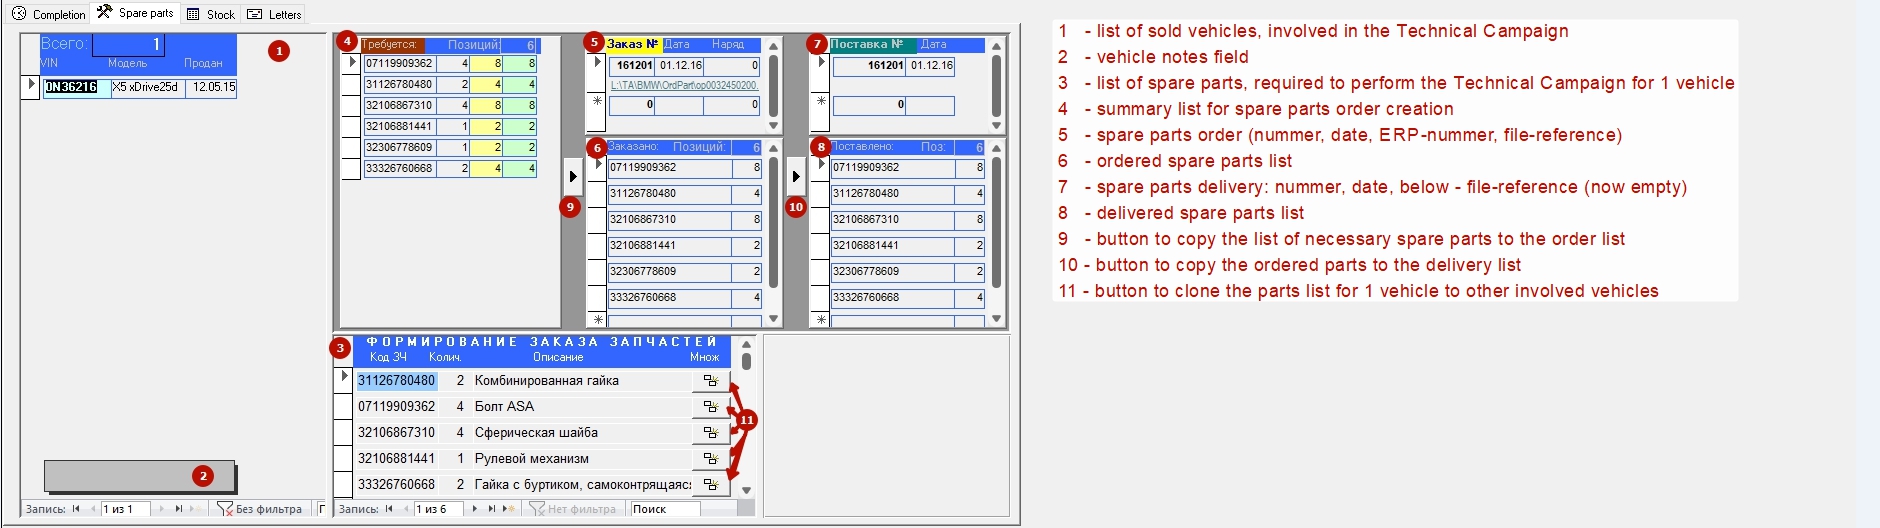 Completion Spare parts Stock Letters
Всего: 1
VIN Модель Продан
0N36216 X5 xDrive25d 12.05.15
1
2
Запись: 1 из 1 Без фильтра
4 Требуется: Позиций: 6
07119909362 4 8 8
31126780480 2 4 4
32106867310 4 8 8
32106881441 1 2 2
32306778609 1 2 2
33326760668 2 4 4
9
5 Заказ № Дата Наряд
161201 01.12.16 0
L:\TA\BMW\OrdPart\op0032450200.
0 0
6 Заказано: Позиций: 6
07119909362 8
31126780480 4
32106867310 8
32106881441 2
32306778609 2
33326760668 4
10
7 Поставка № Дата
161201 01.12.16
0
8 Поставлено: Поз: 6
07119909362 8
31126780480 4
32106867310 8
32106881441 2
32306778609 2
33326760668 4
3 ФОРМИРОВАНИЕ ЗАКАЗА ЗАПЧАСТЕЙ
Код ЗЧ Колич. Описание Множ
31126780480 2 Комбинированная гайка
07119909362 4 Болт ASA
32106867310 4 Сферическая шайба
32106881441 1 Рулевой механизм
33326760668 2 Гайка с буртиком, самоконтрящаяся
11
Запись: 1 из 6 Нет фильтра Поиск
1 - list of sold vehicles, involved in the Technical Campaign
2 - vehicle notes field
3 - list of spare parts, required to perform the Technical Campaign for 1 vehicle
4 - summary list for spare parts order creation
5 - spare parts order (nummer, date, ERP-nummer, file-reference)
6 - ordered spare parts list
7 - spare parts delivery: nummer, date, below - file-reference (now empty)
8 - delivered spare parts list
9 - button to copy the list of necessary spare parts to the order list
10 - button to copy the ordered parts to the delivery list
11 - button to clone the parts list for 1 vehicle to other involved vehicles